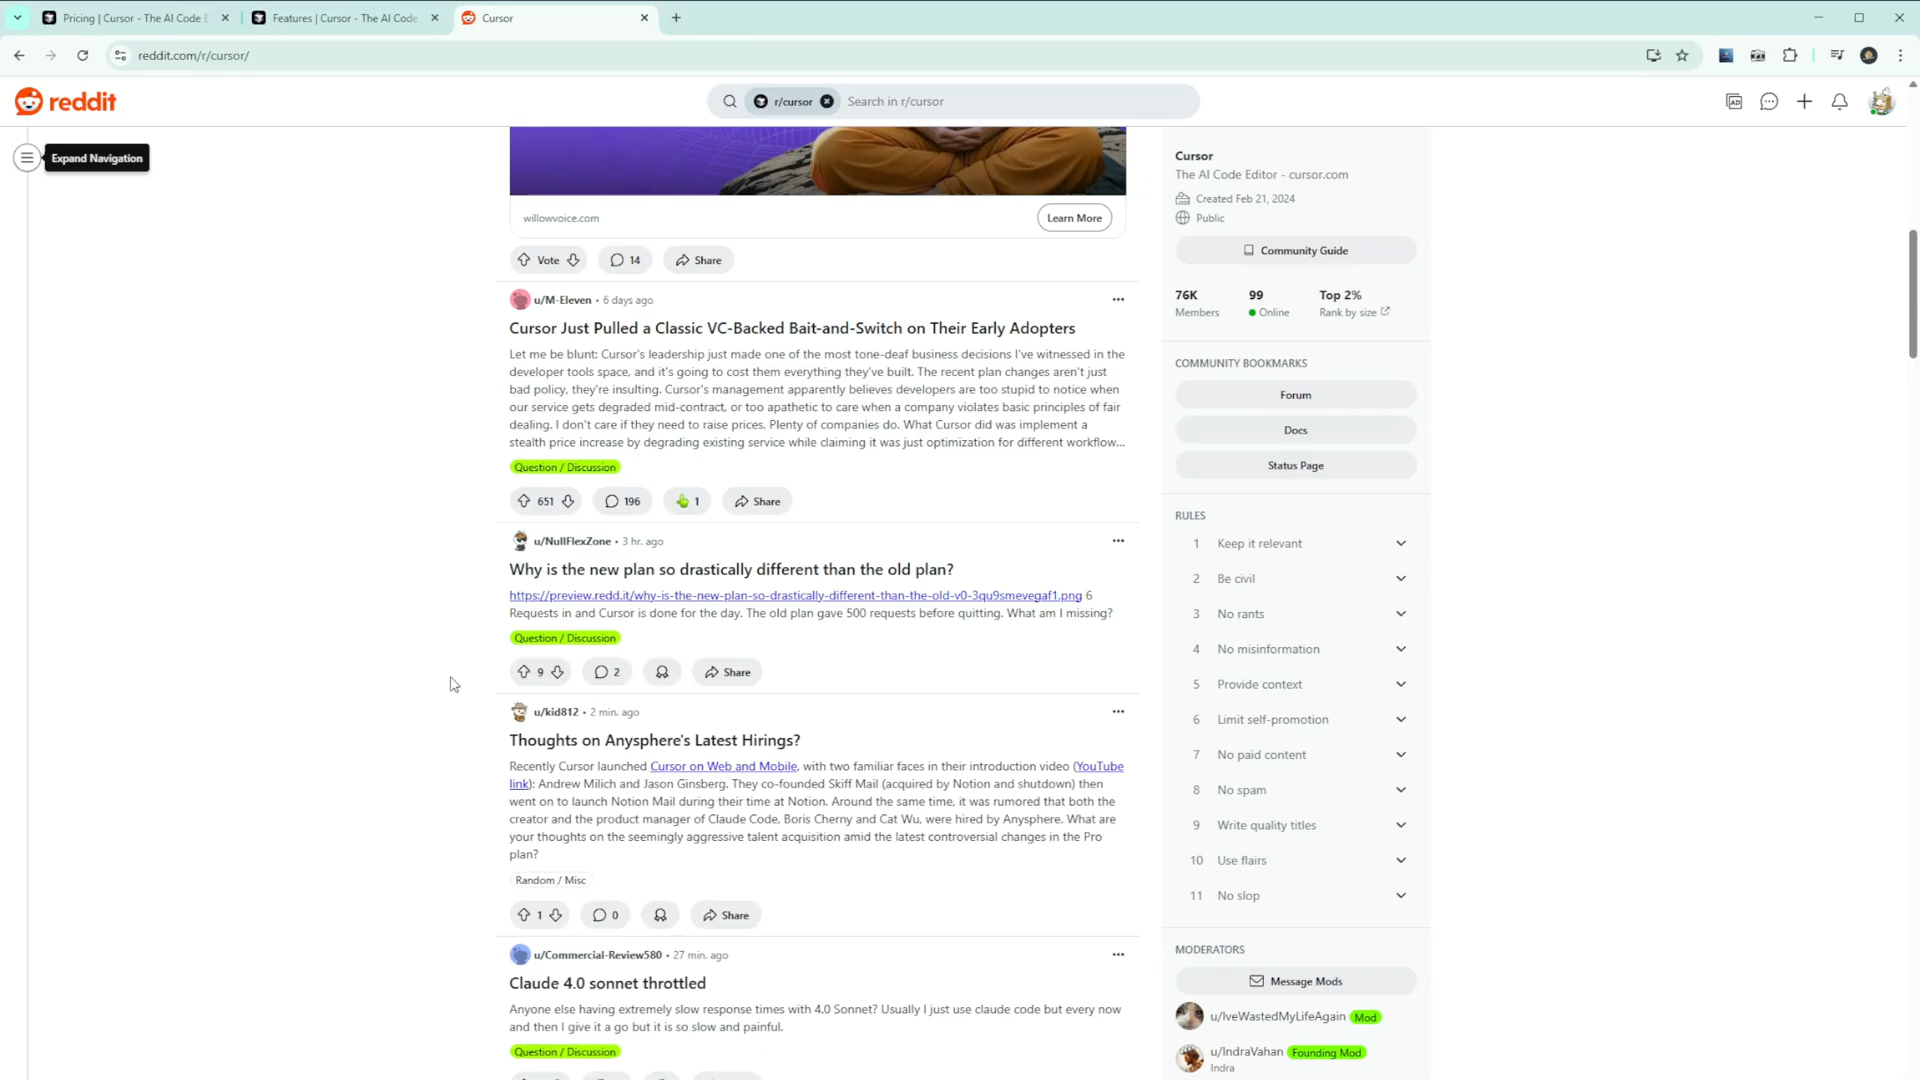 Pricing | Cursor - The AI Code E
Features | Cursor - The AI Code
Cursor
reddit.com/r/cursor/
reddit
r/cursor
Search in r/cursor
AD
Expand Navigation
willowvoice.com
Learn More
Vote
14
Share
u/M-Eleven • 6 days ago
Cursor Just Pulled a Classic VC-Backed Bait-and-Switch on Their Early Adopters
Let me be blunt: Cursor's leadership just made one of the most tone-deaf business decisions I've witnessed in the
developer tools space, and it's going to cost them everything they've built. The recent plan changes aren't just
bad policy, they're insulting. Cursor's management apparently believes developers are too stupid to notice when
our service gets degraded mid-contract, or too apathetic to care when a company violates basic principles of fair
dealing. I don't care if they need to raise prices. Plenty of companies do. What Cursor did was implement a
stealth price increase by degrading existing service while claiming it was just optimization for different workflow...
Question / Discussion
651
196
1
Share
u/NullFlexZone • 3 hr. ago
Why is the new plan so drastically different than the old plan?
https://preview.redd.it/why-is-the-new-plan-so-drastically-different-than-the-old-v0-3qu9smevegaf1.png 6
Requests in and Cursor is done for the day. The old plan gave 500 requests before quitting. What am I missing?
Question / Discussion
9
2
Share
u/kid812 • 2 min. ago
Thoughts on Anysphere's Latest Hirings?
Recently Cursor launched Cursor on Web and Mobile, with two familiar faces in their introduction video (YouTube
link): Andrew Milich and Jason Ginsberg. They co-founded Skiff Mail (acquired by Notion and shutdown) then
went on to launch Notion Mail during their time at Notion. Around the same time, it was rumored that both the
creator and the product manager of Claude Code, Boris Cherny and Cat Wu, were hired by Anysphere. What are
your thoughts on the seemingly aggressive talent acquisition amid the latest controversial changes in the Pro
plan?
Random / Misc
1
0
Share
u/Commercial-Review580 • 27 min. ago
Claude 4.0 sonnet throttled
Anyone else having extremely slow response times with 4.0 Sonnet? Usually I just use claude code but every now
and then I give it a go but it is so slow and painful.
Question / Discussion
Cursor
The AI Code Editor - cursor.com
Created Feb 21, 2024
Public
Community Guide
76K
Members
99
Online
Top 2%
Rank by size
COMMUNITY BOOKMARKS
Forum
Docs
Status Page
RULES
1 Keep it relevant
2 Be civil
3 No rants
4 No misinformation
5 Provide context
6 Limit self-promotion
7 No paid content
8 No spam
9 Write quality titles
10 Use flairs
11 No slop
MODERATORS
Message Mods
u/IveWastedMyLifeAgain Mod
u/IndraVahan Founding Mod
Indra